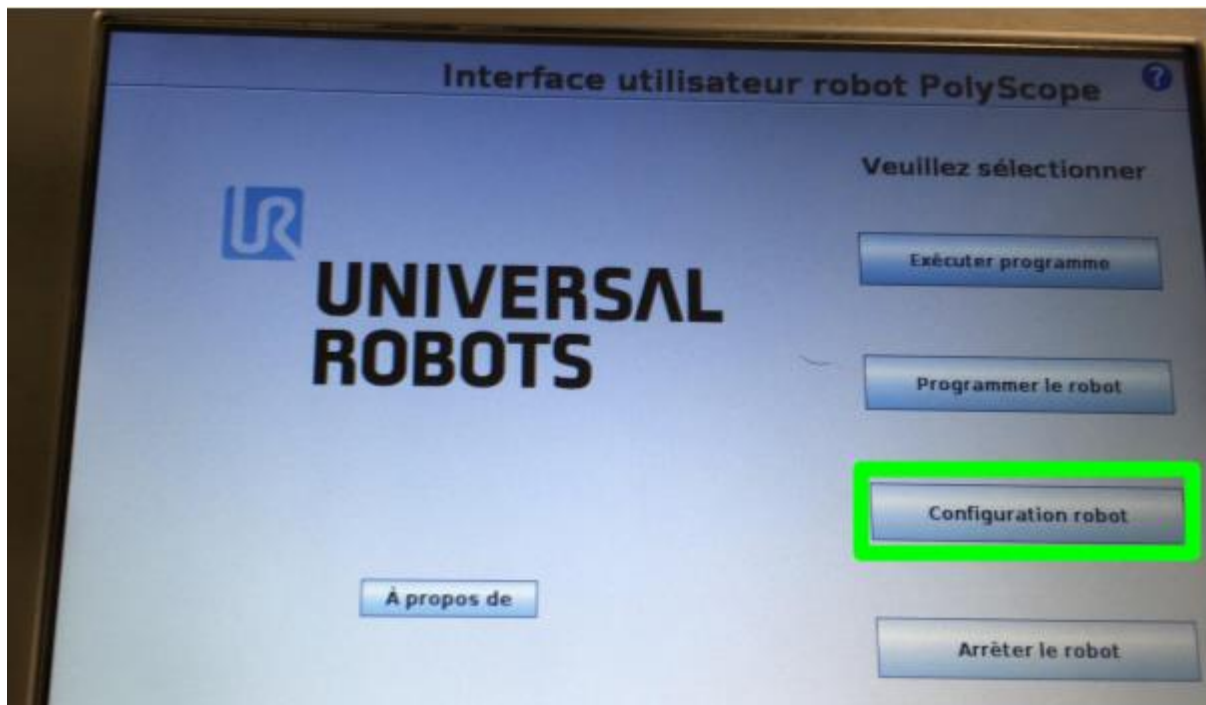 Interface utilisateur robot PolyScope ?
Veuillez sélectionner
UR
UNIVERSAL
ROBOTS
Exécuter programme
Programmer le robot
Configuration robot
À propos de
Arrêter le robot